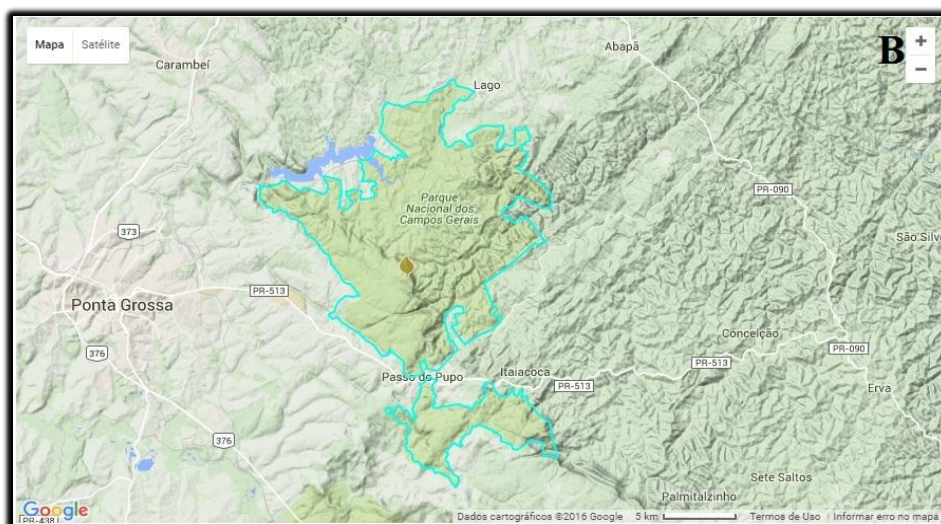 Mapa Satélite
B
+
−
Abapã
Carambeí
Lago
PR-090
Parque
Nacional dos
Campos Gerais
373
São Silv
PR-513
Ponta Grossa
376
Conceição
PR-090
PR-513
Passo do Pupo
Itaiacoca
PR-513
Erva
376
Sete Saltos
Palmitalzinho
Google
PR-438
Dados cartográficos ©2016 Google 5 km Termos de Uso Informar erro no mapa